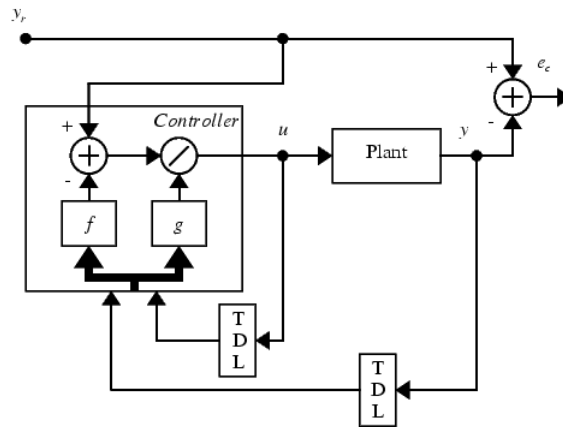 y_r
+
e_c
Controller
u
y
-
+
Plant
-
f
g
T
D
L
T
D
L